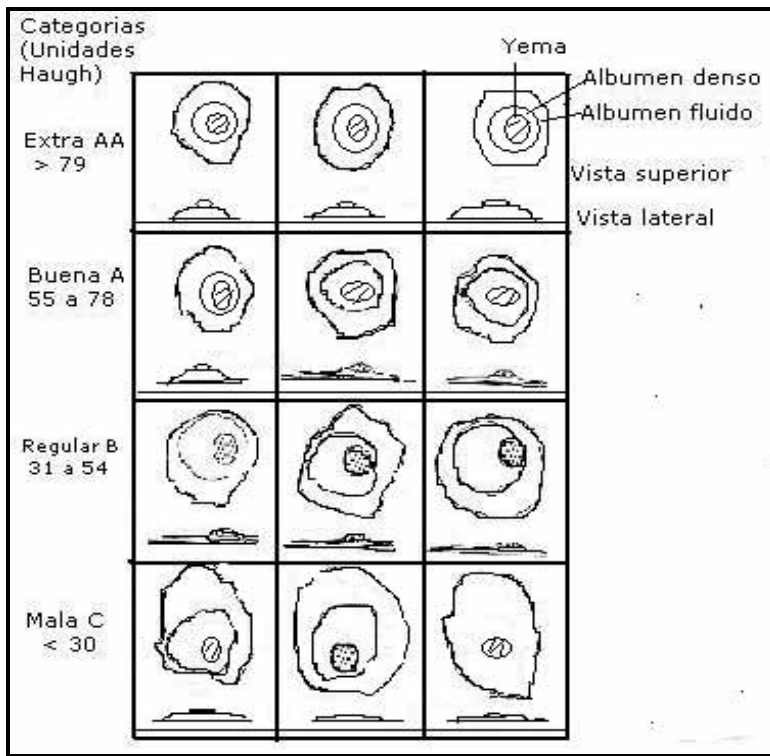 Categorias
(Unidades
Haugh)
Yema
Albumen denso
Albumen fluido
Extra AA
> 79
Vista superior
Vista lateral
Buena A
55 a 78
Regular B
31 a 54
Mala C
< 30